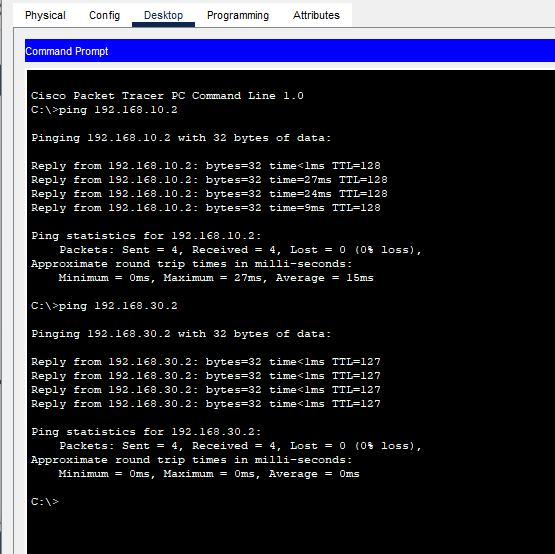 Physical Config Desktop Programming Attributes
Command Prompt
Cisco Packet Tracer PC Command Line 1.0
C:\>ping 192.168.10.2
Pinging 192.168.10.2 with 32 bytes of data:
Reply from 192.168.10.2: bytes=32 time<1ms TTL=128
Reply from 192.168.10.2: bytes=32 time=27ms TTL=128
Reply from 192.168.10.2: bytes=32 time=24ms TTL=128
Reply from 192.168.10.2: bytes=32 time=9ms TTL=128
Ping statistics for 192.168.10.2:
Packets: Sent = 4, Received = 4, Lost = 0 (0% loss),
Approximate round trip times in milli-seconds:
Minimum = 0ms, Maximum = 27ms, Average = 15ms
C:\>ping 192.168.30.2
Pinging 192.168.30.2 with 32 bytes of data:
Reply from 192.168.30.2: bytes=32 time<1ms TTL=127
Reply from 192.168.30.2: bytes=32 time<1ms TTL=127
Reply from 192.168.30.2: bytes=32 time<1ms TTL=127
Reply from 192.168.30.2: bytes=32 time<1ms TTL=127
Ping statistics for 192.168.30.2:
Packets: Sent = 4, Received = 4, Lost = 0 (0% loss),
Approximate round trip times in milli-seconds:
Minimum = 0ms, Maximum = 0ms, Average = 0ms
C:\>